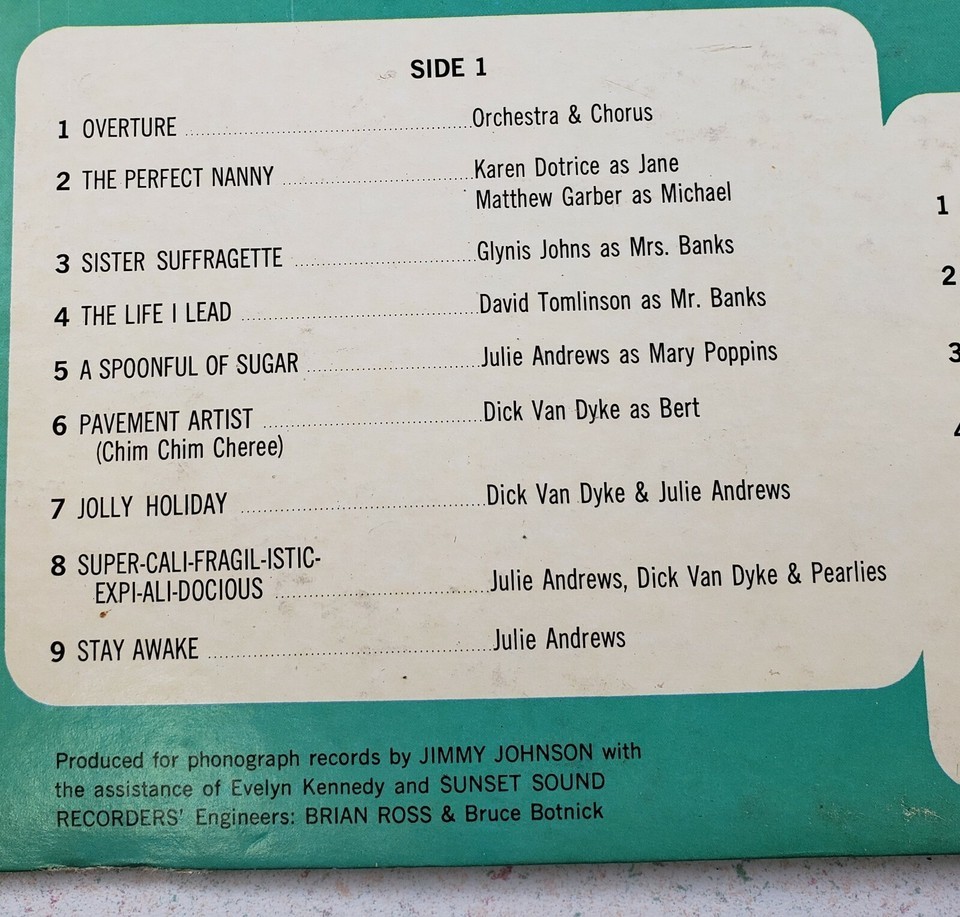 SIDE 1
1 OVERTURE ........ Orchestra & Chorus
2 THE PERFECT NANNY ........ Karen Dotrice as Jane
Matthew Garber as Michael
3 SISTER SUFFRAGETTE ........ Glynis Johns as Mrs. Banks
4 THE LIFE I LEAD ........ David Tomlinson as Mr. Banks
5 A SPOONFUL OF SUGAR ........ Julie Andrews as Mary Poppins
6 PAVEMENT ARTIST ........ Dick Van Dyke as Bert
(Chim Chim Cheree)
7 JOLLY HOLIDAY ........ Dick Van Dyke & Julie Andrews
8 SUPER-CALI-FRAGIL-ISTIC-
EXPI-ALI-DOCIOUS ........ Julie Andrews, Dick Van Dyke & Pearlies
9 STAY AWAKE ........ Julie Andrews
Produced for phonograph records by JIMMY JOHNSON with
the assistance of Evelyn Kennedy and SUNSET SOUND
RECORDERS' Engineers: BRIAN ROSS & Bruce Botnick
1
2
3
4